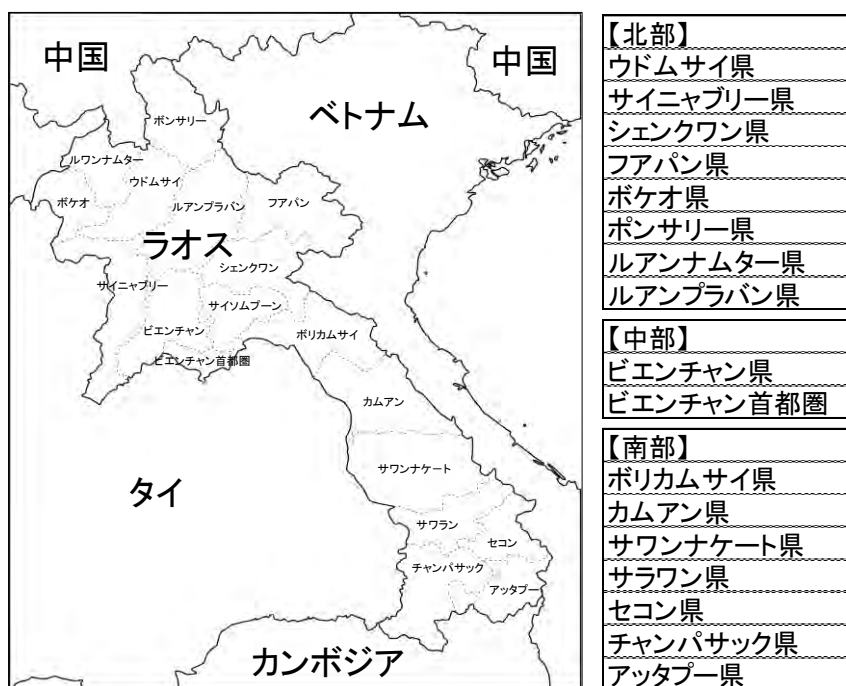 中国
中国
ベトナム
ポンサリー
ルワンナムター
ウドムサイ
ボケオ
ルアンプラバン
フアパン
ラオス
シェンクワン
サイニャブリー
サイソムブーン
ビエンチャン
ボリカムサイ
ビエンチャン首都圏
カムアン
サワンナケート
タイ
サワラン
セコン
チャンパサック
アッタプー
カンボジア
【北部】
ウドムサイ県
サイニャブリー県
シェンクワン県
フアパン県
ボケオ県
ポンサリー県
ルアンナムター県
ルアンプラバン県
【中部】
ビエンチャン県
ビエンチャン首都圏
【南部】
ボリカムサイ県
カムアン県
サワンナケート県
サラワン県
セコン県
チャンパサック県
アッタプー県